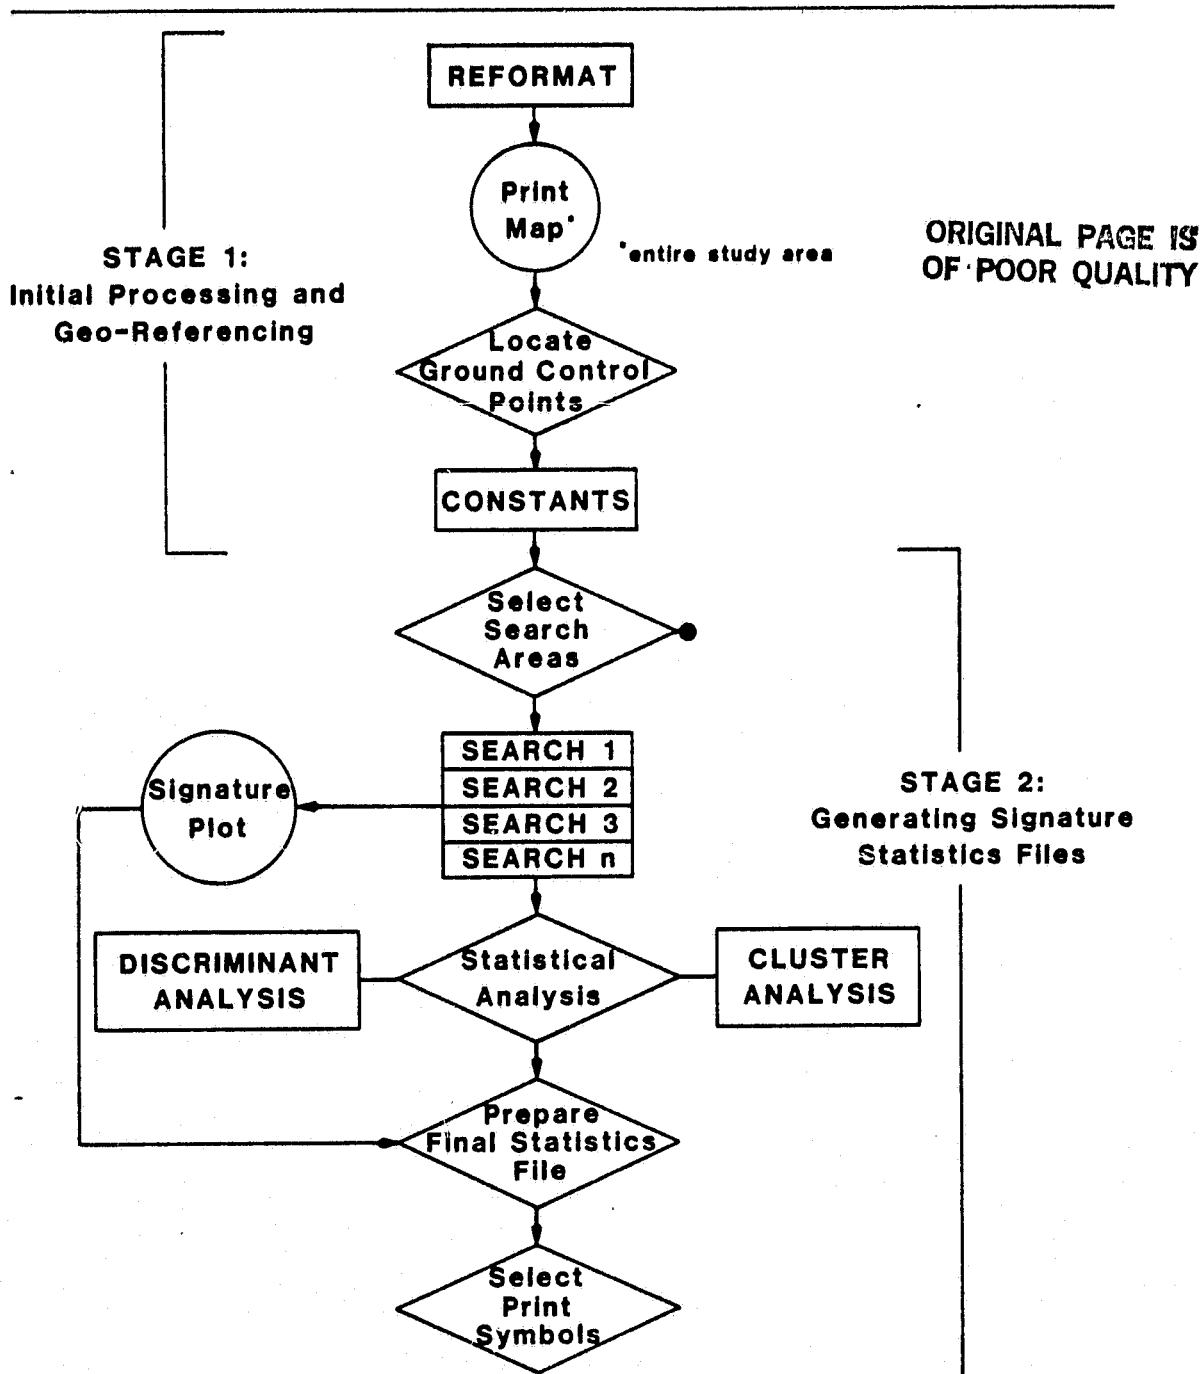 REFORMAT
Print
Map*
*entire study area
ORIGINAL PAGE IS
OF POOR QUALITY
STAGE 1:
Initial Processing and
Geo-Referencing
Locate
Ground Control
Points
CONSTANTS
Select
Search
Areas
SEARCH 1
SEARCH 2
SEARCH 3
SEARCH n
Signature
Plot
STAGE 2:
Generating Signature
Statistics Files
DISCRIMINANT
ANALYSIS
Statistical
Analysis
CLUSTER
ANALYSIS
Prepare
Final Statistics
File
Select
Print
Symbols